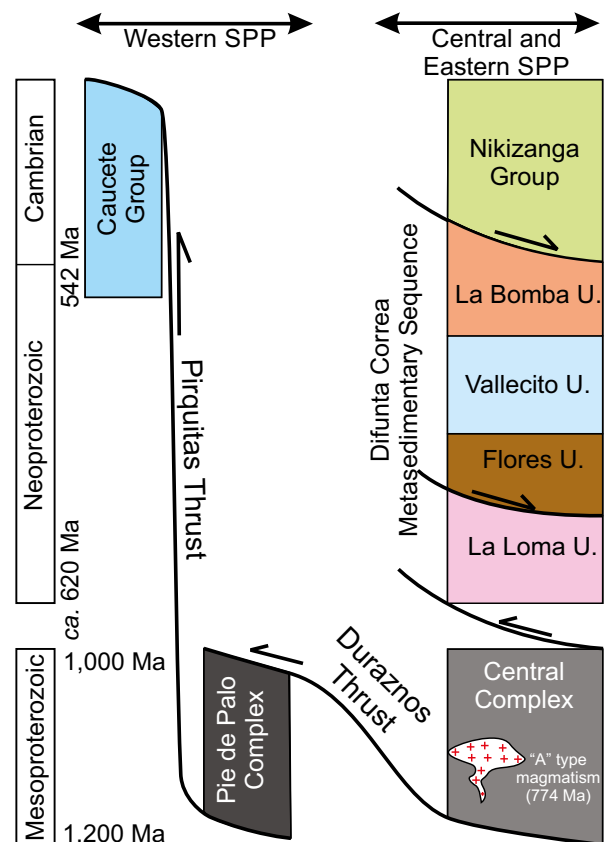 Western SPP
Central and
Eastern SPP
Cambrian
Neoproterozoic
Mesoproterozoic
542 Ma
ca. 620 Ma
1,000 Ma
1,200 Ma
Caucete
Group
Pirquitas Thrust
Pie de Palo
Complex
Duraznos
Thrust
Difunta Correa
Metasedimentary Sequence
Nikizanga
Group
La Bomba U.
Vallecito U.
Flores U.
La Loma U.
Central
Complex
“A” type
magmatism
(774 Ma)